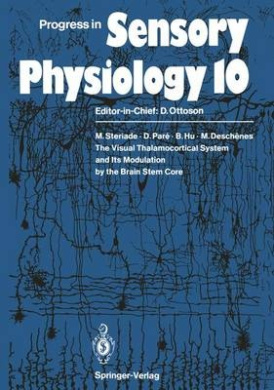 Progress in
Sensory
Physiology 10
Editor-in-Chief: D. Ottoson
M. Steriade · D. Paré · B. Hu · M. Deschênes
The Visual Thalamocortical System
and Its Modulation
by the Brain Stem Core
Springer-Verlag